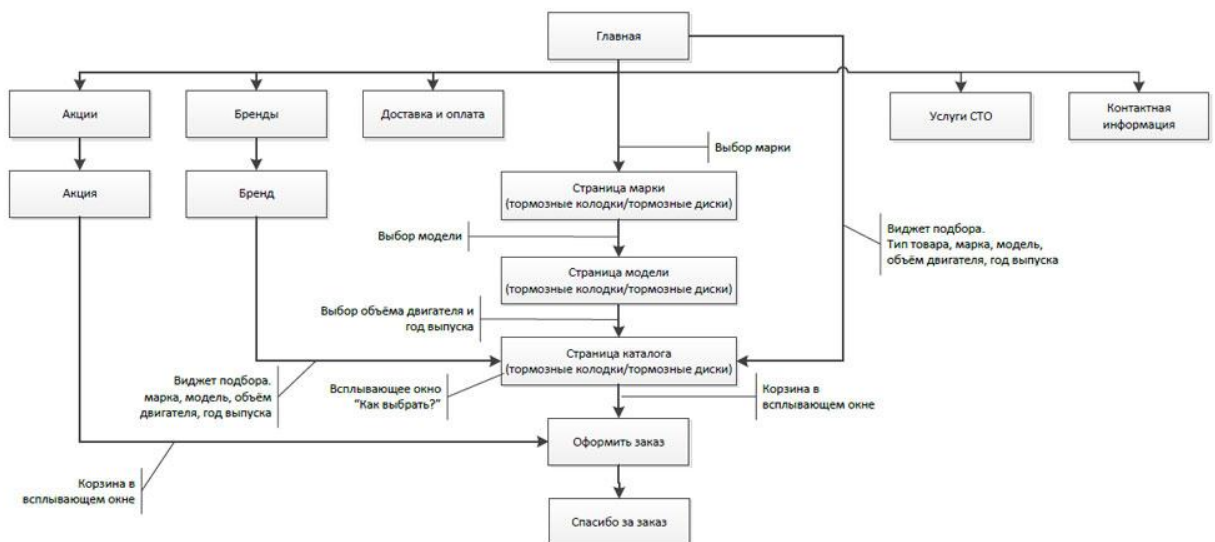 Главная
Акции
Бренды
Доставка и оплата
Услуги СТО
Контактная
информация
Выбор марки
Акция
Бренд
Страница марки
(тормозные колодки/тормозные диски)
Выбор модели
Виджет подбора.
Тип товара, марка, модель,
объём двигателя, год выпуска
Страница модели
(тормозные колодки/тормозные диски)
Выбор объёма двигателя и
год выпуска
Страница каталога
(тормозные колодки/тормозные диски)
Виджет подбора.
марка, модель, объём
двигателя, год выпуска
Всплывающее окно
"Как выбрать?"
Корзина в
всплывающем окне
Оформить заказ
Корзина в
всплывающем окне
Спасибо за заказ